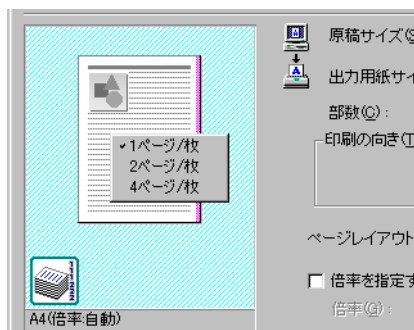 原稿サイズ(S
出力用紙サイ
部数(C):
印刷の向き(T
✓1ページ/枚
2ページ/枚
4ページ/枚
ページレイアウト
倍率を指定す
倍率(G):
A4(倍率:自動)